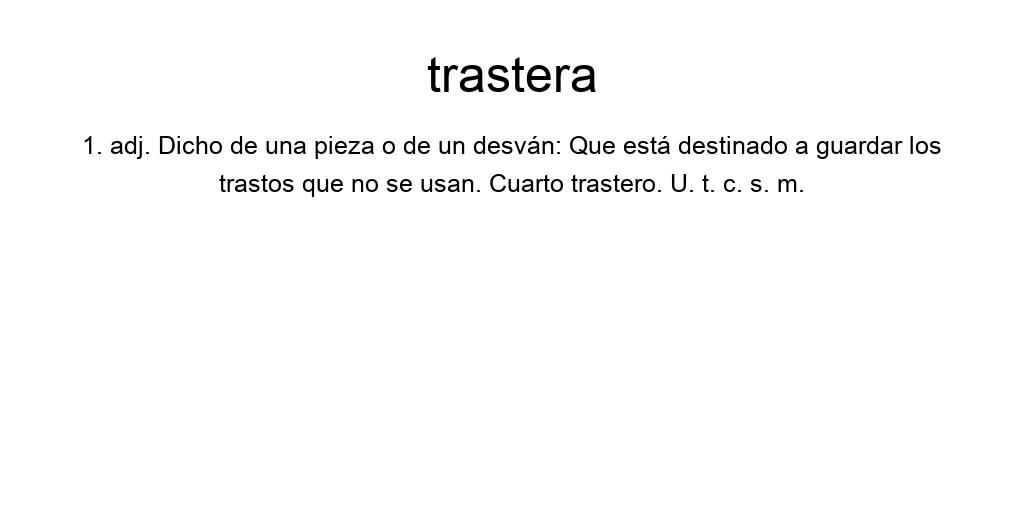 trastera
1. adj. Dicho de una pieza o de un desván: Que está destinado a guardar los
trastos que no se usan. Cuarto trastero. U. t. c. s. m.